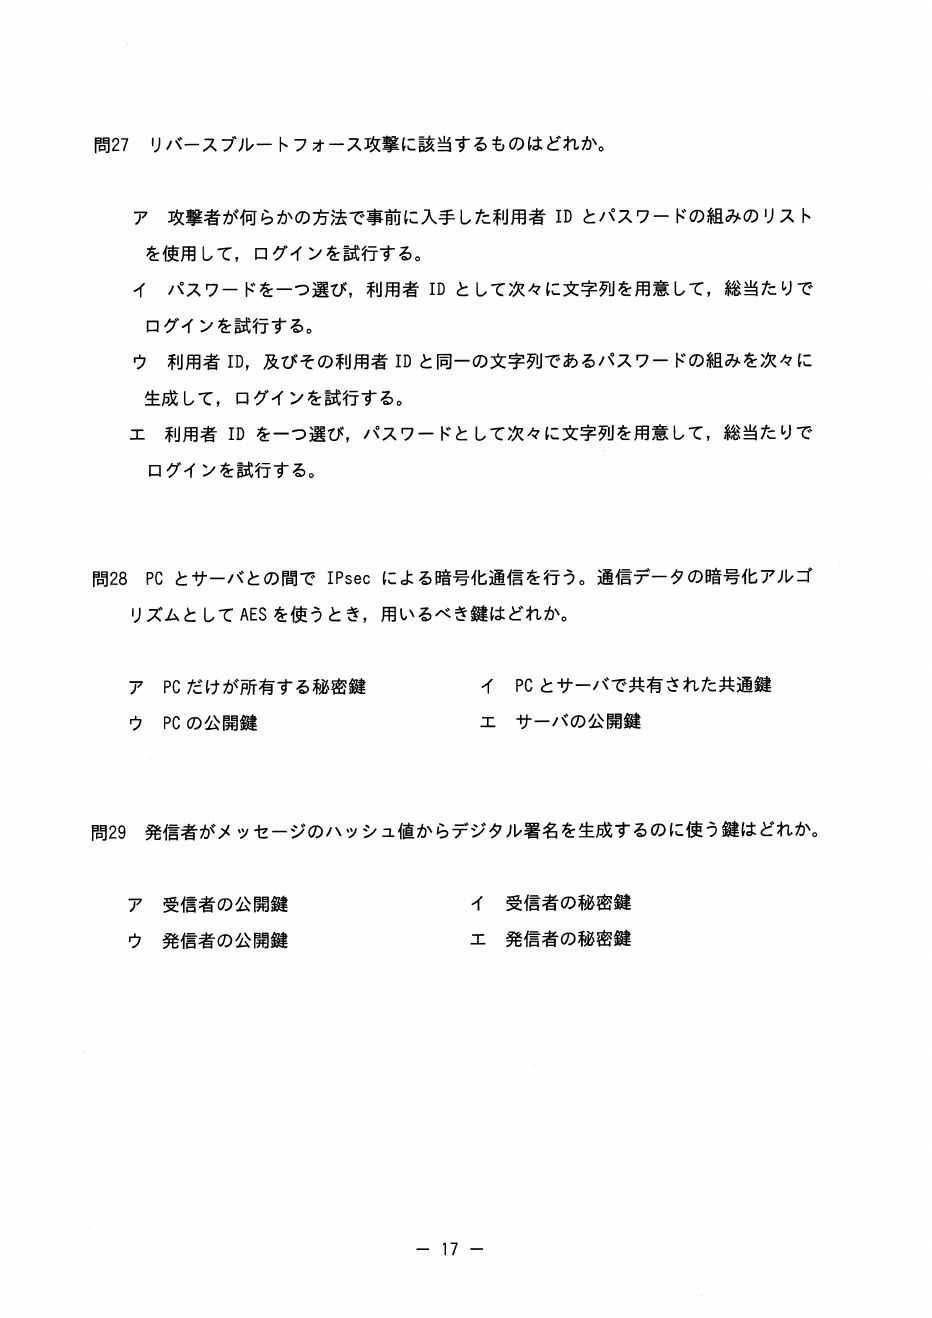 問27 リバースブルートフォース攻撃に該当するものはどれか。
ア 攻撃者が何らかの方法で事前に入手した利用者 ID とパスワードの組みのリスト
を使用して，ログインを試行する。
イ パスワードを一つ選び，利用者 ID として次々に文字列を用意して，総当たりで
ログインを試行する。
ウ 利用者 ID，及びその利用者 ID と同一の文字列であるパスワードの組みを次々に
生成して，ログインを試行する。
エ 利用者 ID を一つ選び，パスワードとして次々に文字列を用意して，総当たりで
ログインを試行する。
問28 PC とサーバとの間で IPsec による暗号化通信を行う。通信データの暗号化アルゴ
リズムとして AES を使うとき，用いるべき鍵はどれか。
ア PC だけが所有する秘密鍵 イ PC とサーバで共有された共通鍵
ウ PC の公開鍵 エ サーバの公開鍵
問29 発信者がメッセージのハッシュ値からデジタル署名を生成するのに使う鍵はどれか。
ア 受信者の公開鍵 イ 受信者の秘密鍵
ウ 発信者の公開鍵 エ 発信者の秘密鍵
― 17 ―